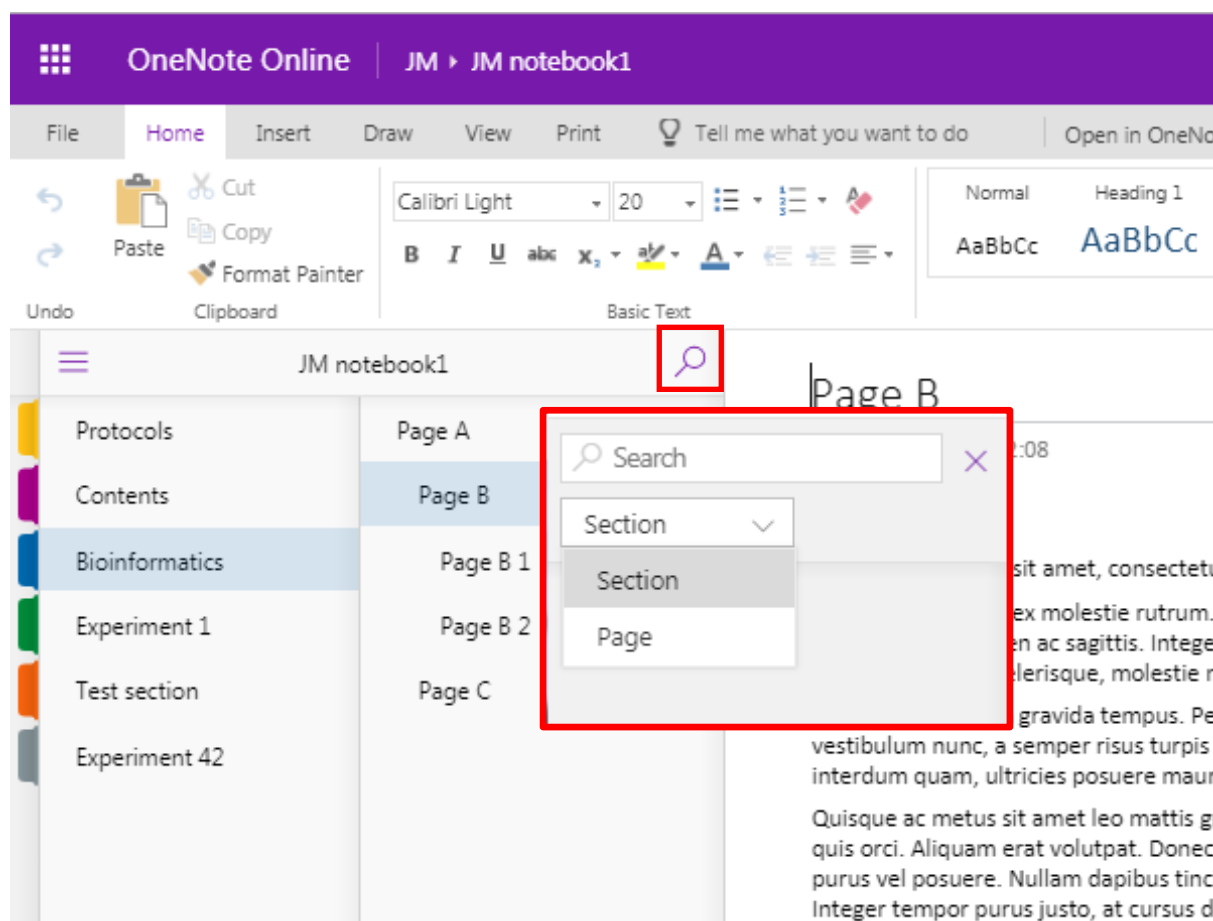 OneNote Online JM ▸ JM notebook1
File Home Insert Draw View Print Tell me what you want to do Open in OneNo
Cut
Copy
Paste
Format Painter
Undo Clipboard
Calibri Light 20
B I U abc x₂ ab A
Basic Text
Normal Heading 1
AaBbCc AaBbCc
JM notebook1
Protocols
Contents
Bioinformatics
Experiment 1
Test section
Experiment 42
Page A
Page B
Page B 1
Page B 2
Page C
Search
Section
Section
Page
Page B
2:08
sit amet, consectetu
ex molestie rutrum.
en ac sagittis. Intege
elerisque, molestie r
gravida tempus. Pe
vestibulum nunc, a semper risus turpis
interdum quam, ultricies posuere maur
Quisque ac metus sit amet leo mattis g
quis orci. Aliquam erat volutpat. Donec
purus vel posuere. Nullam dapibus tinc
Integer tempor purus justo, at cursus d